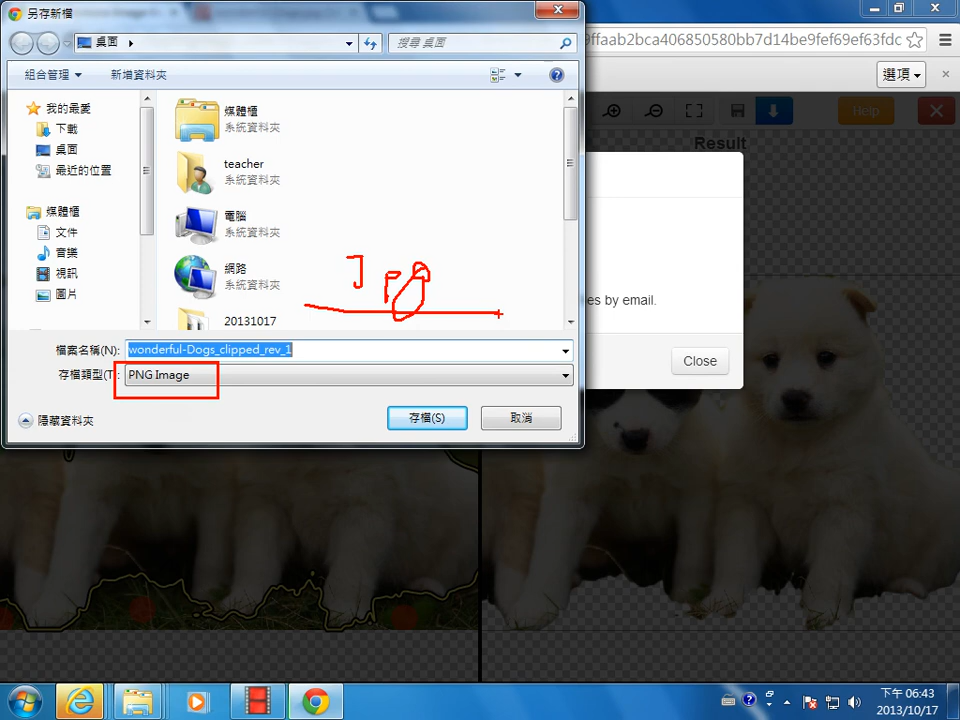 另存新檔
桌面
搜尋 桌面
9ffaab2bca406850580bb7d14be9fef69ef63fdc
組合管理
新增資料夾
選項
我的最愛
下載
桌面
最近的位置
媒體櫃
文件
音樂
視訊
圖片
媒體櫃
系統資料夾
teacher
系統資料夾
電腦
系統資料夾
網路
系統資料夾
20131017
Jpg
Help
Result
es by email.
Close
檔案名稱(N):
wonderful-Dogs_clipped_rev_1
存檔類型(T):
PNG Image
隱藏資料夾
存檔(S)
取消
下午 06:43
2013/10/17